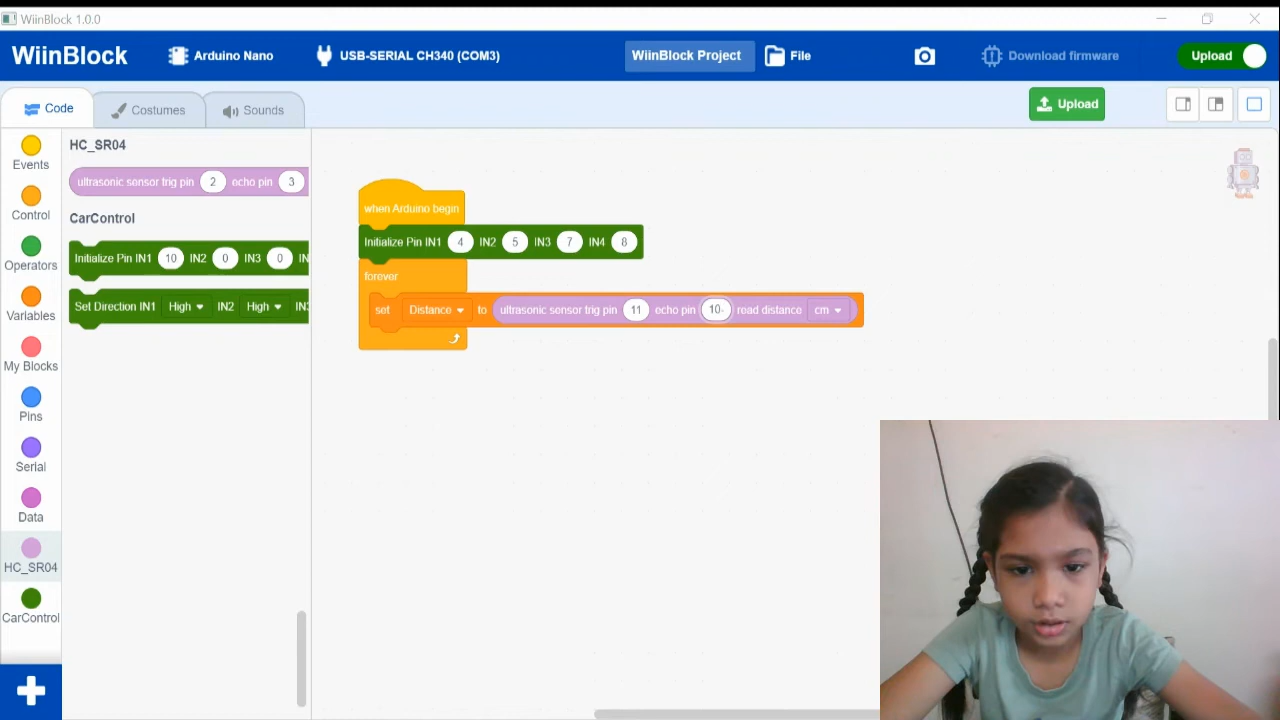 WiinBlock 1.0.0
WiinBlock Arduino Nano USB-SERIAL CH340 (COM3) WiinBlock Project File Download firmware Upload
Code Costumes Sounds Upload
Events
Control
Operators
Variables
My Blocks
Pins
Serial
Data
HC_SR04
CarControl
HC_SR04
ultrasonic sensor trig pin 2 echo pin 3
CarControl
Initialize Pin IN1 10 IN2 0 IN3 0 IN
Set Direction IN1 High IN2 High IN3
when Arduino begin
Initialize Pin IN1 4 IN2 5 IN3 7 IN4 8
forever
set Distance to ultrasonic sensor trig pin 11 echo pin 10- read distance cm